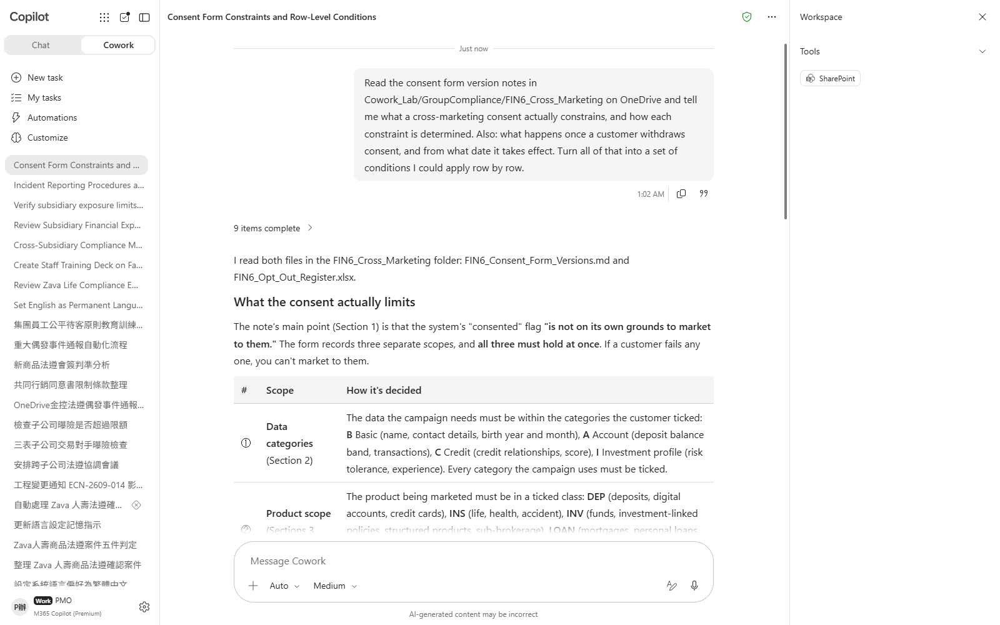 Copilot
Chat
Cowork
New task
My tasks
Automations
Customize
Consent Form Constraints and ...
Incident Reporting Procedures a...
Verify subsidiary exposure limits...
Review Subsidiary Financial Exp...
Cross-Subsidiary Compliance M...
Create Staff Training Deck on Fa...
Review Zava Life Compliance E...
Set English as Permanent Langu...
集團員工公平待客原則教育訓練...
重大偶發事件通報自動化流程
新商品法遵會簽判準分析
共同行銷同意書限制條款整理
OneDrive金控法遵偶發事件通報...
檢查子公司曝險是否超過限額
三表子公司交易對手曝險檢查
安排跨子公司法遵協調會議
工程變更通知 ECN-2609-014 影...
自動處理 Zava 人壽法遵確...
更新語言設定記憶指示
Zava人壽商品法遵案件五件判定
整理 Zava 人壽商品法遵確認案件
設定系統語言偏好為繁體中文
P辦
Work PMO
M365 Copilot (Premium)
Consent Form Constraints and Row-Level Conditions
Just now
Read the consent form version notes in
Cowork_Lab/GroupCompliance/FIN6_Cross_Marketing on OneDrive and tell
me what a cross-marketing consent actually constrains, and how each
constraint is determined. Also: what happens once a customer withdraws
consent, and from what date it takes effect. Turn all of that into a set of
conditions I could apply row by row.
1:02 AM
9 items complete
I read both files in the FIN6_Cross_Marketing folder: FIN6_Consent_Form_Versions.md and
FIN6_Opt_Out_Register.xlsx.
What the consent actually limits
The note's main point (Section 1) is that the system's "consented" flag "is not on its own grounds to market
to them." The form records three separate scopes, and all three must hold at once. If a customer fails any
one, you can't market to them.
# Scope How it's decided
① Data categories (Section 2)
The data the campaign needs must be within the categories the customer ticked:
B Basic (name, contact details, birth year and month), A Account (deposit balance
band, transactions), C Credit (credit relationships, score), I Investment profile (risk
tolerance, experience). Every category the campaign uses must be ticked.
② Product scope (Sections 3
The product being marketed must be in a ticked class: DEP (deposits, digital
accounts, credit cards), INS (life, health, accident), INV (funds, investment-linked
policies, structured products, sub-brokerage), LOAN (mortgages, personal loans
Message Cowork
Auto
Medium
AI-generated content may be incorrect
Workspace
Tools
SharePoint